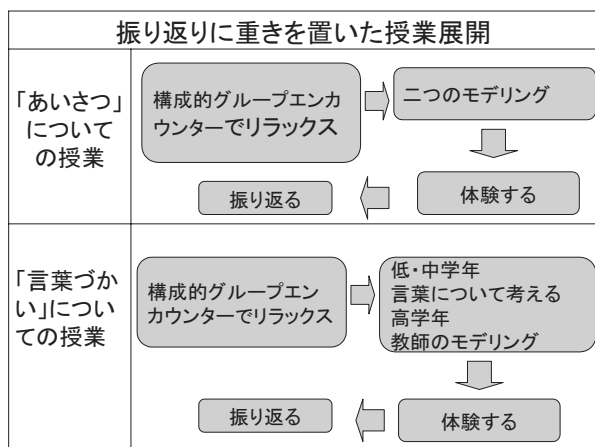 振り返りに重きを置いた授業展開
「あいさつ」
について
の授業
構成的グループエンカ
ウンターでリラックス
二つのモデリング
体験する
振り返る
「言葉づか
い」につい
ての授業
構成的グループエン
カウンターでリラックス
低・中学年
言葉について考える
高学年
教師のモデリング
体験する
振り返る